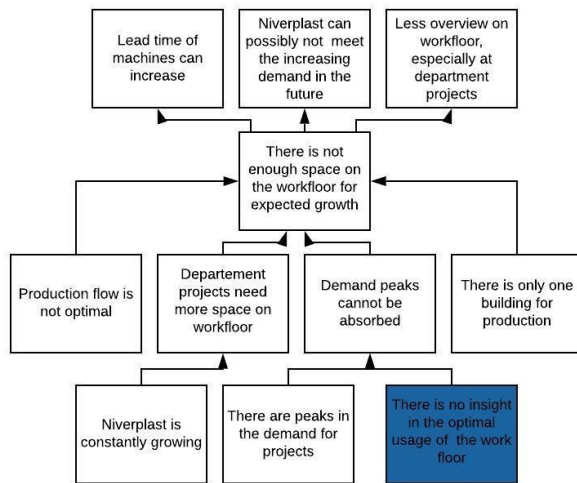 Lead time of
machines can
increase
Niverplast can
possibly not meet
the increasing
demand in the
future
Less overview on
workfloor,
especially at
department
projects
There is not
enough space on
the workfloor for
expected growth
Production flow is
not optimal
Departement
projects need
more space on
workfloor
Demand peaks
cannot be
absorbed
There is only one
building for
production
Niverplast is
constantly growing
There are peaks in
the demand for
projects
There is no insight
in the optimal
usage of the work
floor